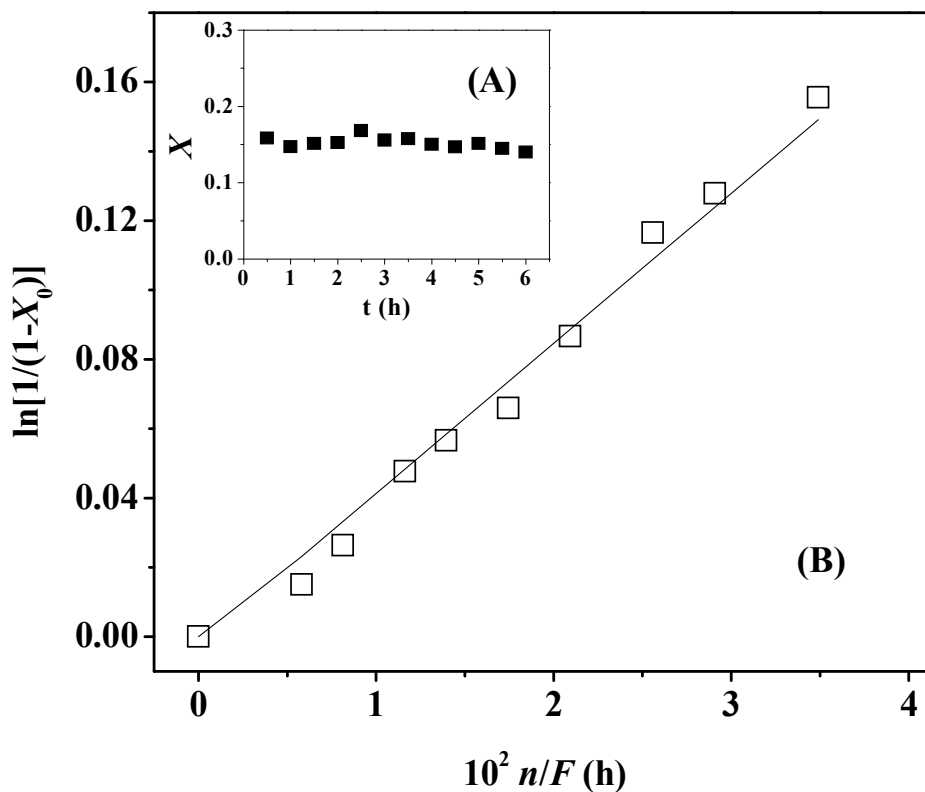 0.16
0.12
0.08
0.04
0.00
ln[1/(1-X₀)]
0.3
0.2
0.1
0.0
X
(A)
0 1 2 3 4 5 6
t (h)
(B)
0 1 2 3 4
10² n/F (h)